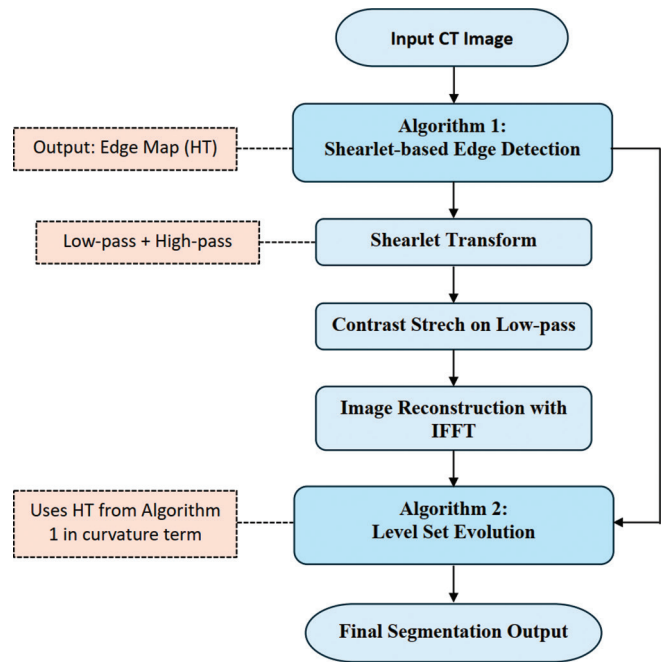 Input CT Image
Algorithm 1:
Shearlet-based Edge Detection
Output: Edge Map (HT)
Shearlet Transform
Low-pass + High-pass
Contrast Strech on Low-pass
Image Reconstruction with
IFFT
Algorithm 2:
Level Set Evolution
Uses HT from Algorithm
1 in curvature term
Final Segmentation Output